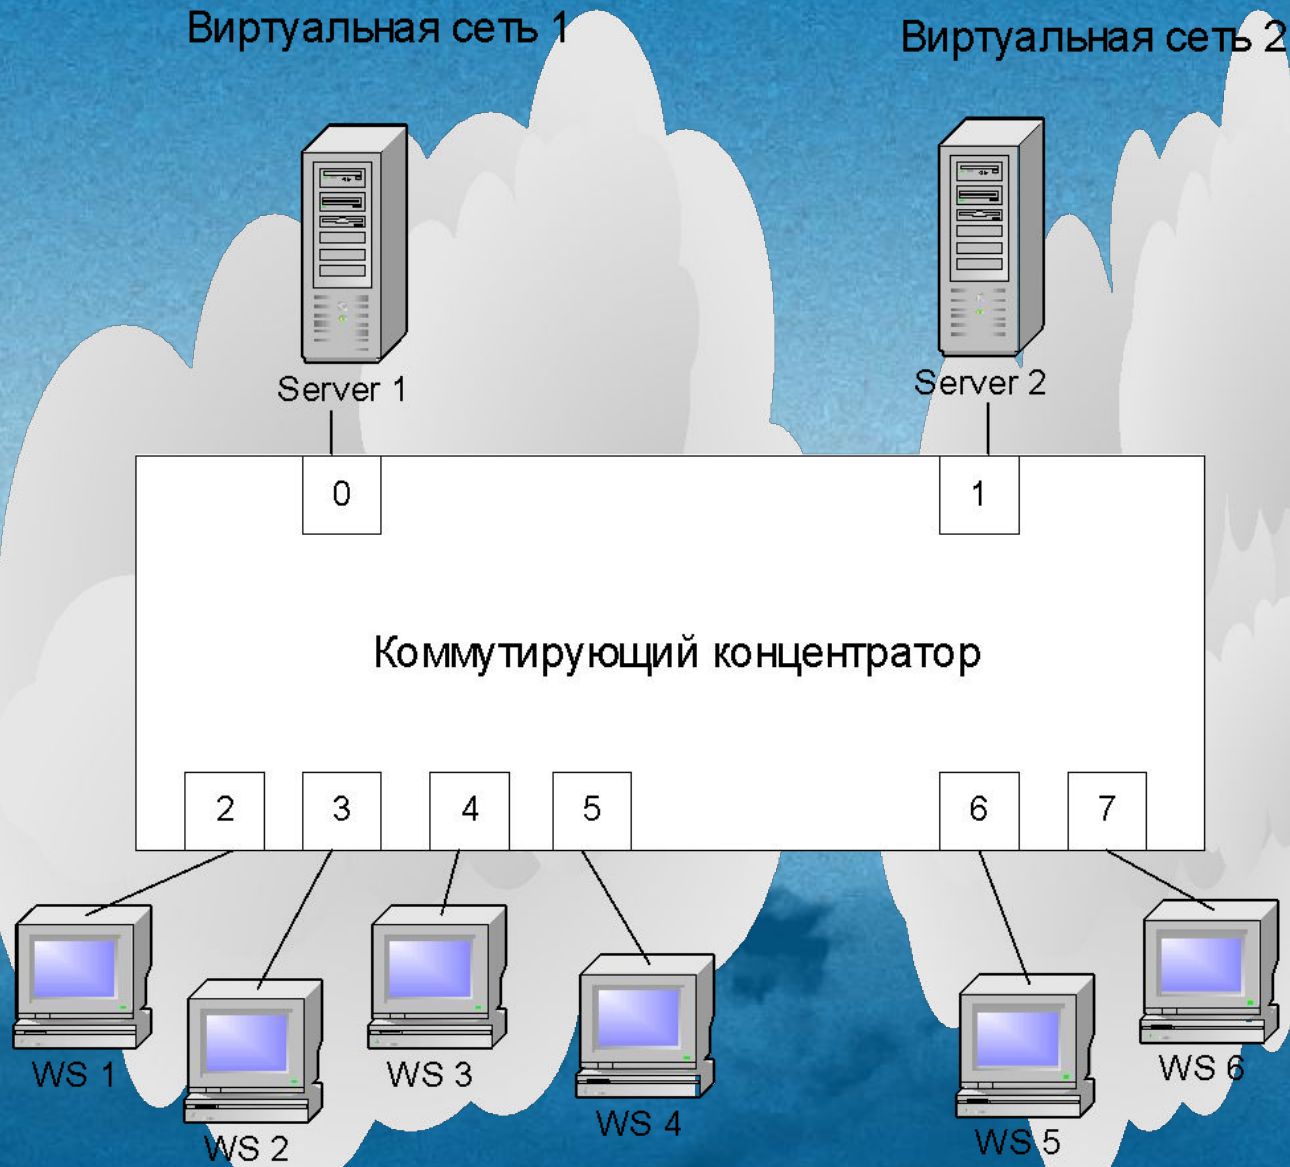 Виртуальная сеть 1
Виртуальная сеть 2
Server 1
Server 2
0
1
Коммутирующий концентратор
2
3
4
5
6
7
WS 1
WS 2
WS 3
WS 4
WS 5
WS 6